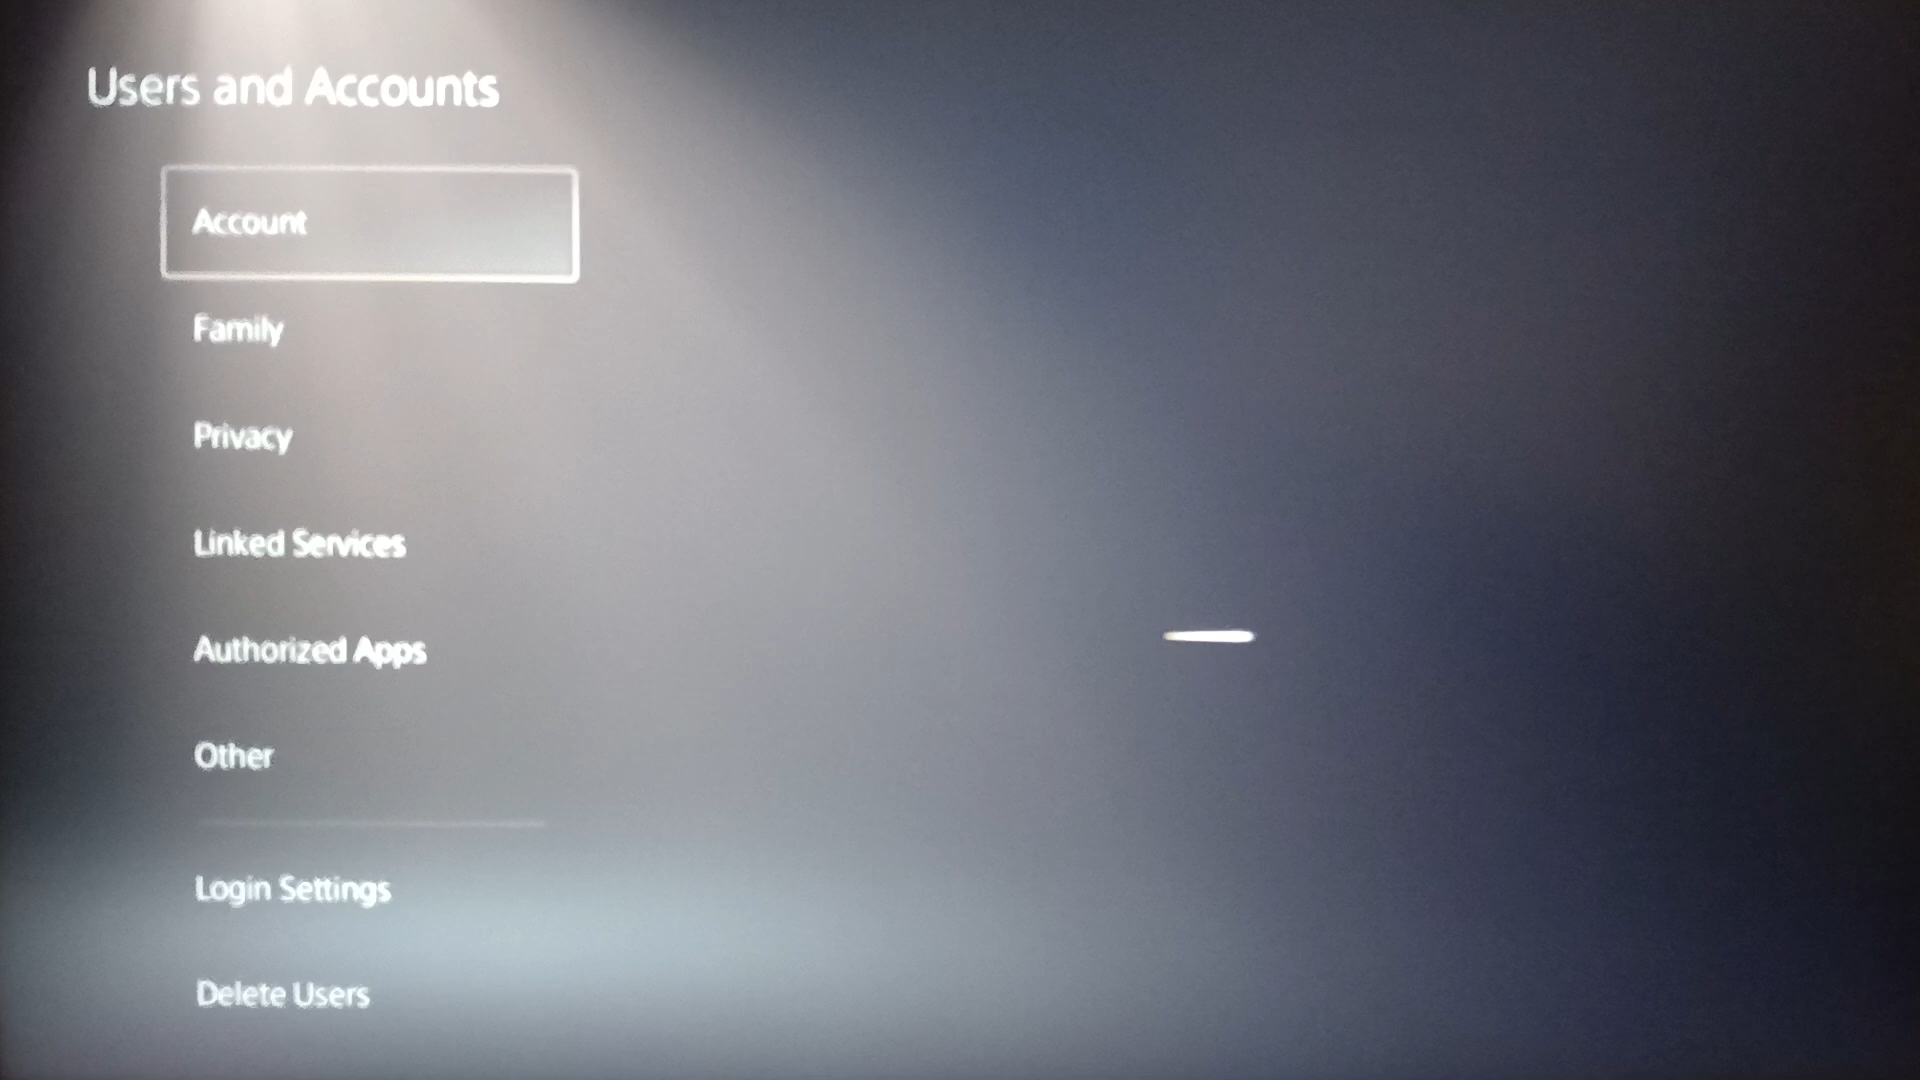 Users and Accounts
Account
Family
Privacy
Linked Services
Authorized Apps
Other
Login Settings
Delete Users